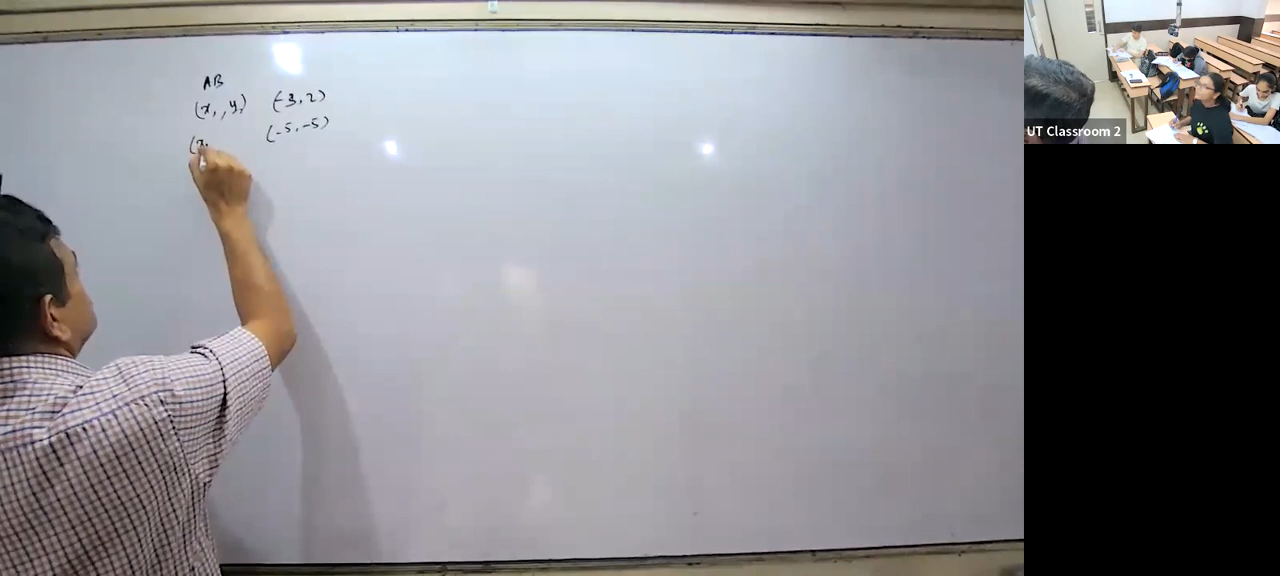 AB
(x₁, y₁) (-3, 2)
(-5, -5)
(x
UT Classroom 2